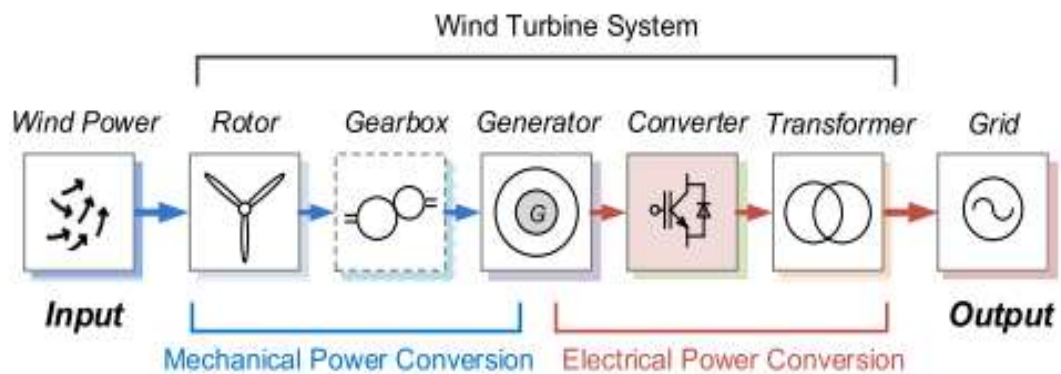 Wind Turbine System
Wind Power Rotor Gearbox Generator Converter Transformer Grid
G
Input Output
Mechanical Power Conversion Electrical Power Conversion